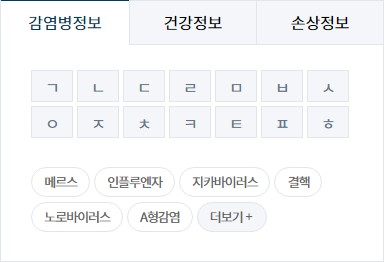 감염병정보 건강정보 손상정보
ㄱ ㄴ ㄷ ㄹ ㅁ ㅂ ㅅ
ㅇ ㅈ ㅊ ㅋ ㅌ ㅍ ㅎ
메르스 인플루엔자 지카바이러스 결핵
노로바이러스 A형감염 더보기 +